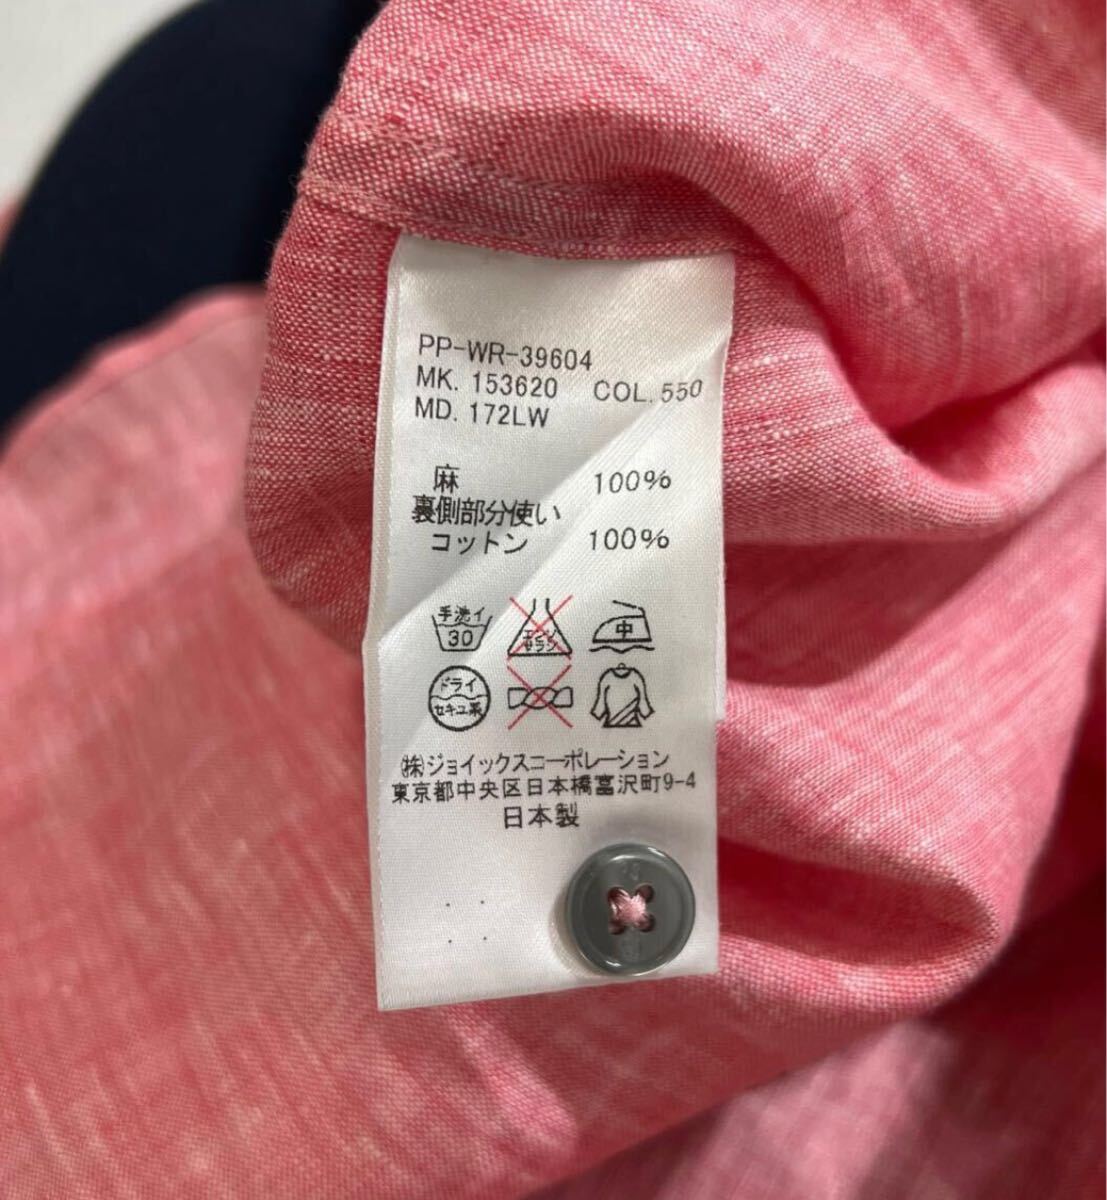 PP-WR-39604
MK. 153620 COL. 550
MD. 172LW
麻 100%
裏側部分使い
コットン 100%
手洗イ
30
エンソ
サラシ
中
ドライ
セキユ系
㈱ジョイックスコーポレーション
東京都中央区日本橋富沢町9-4
日本製